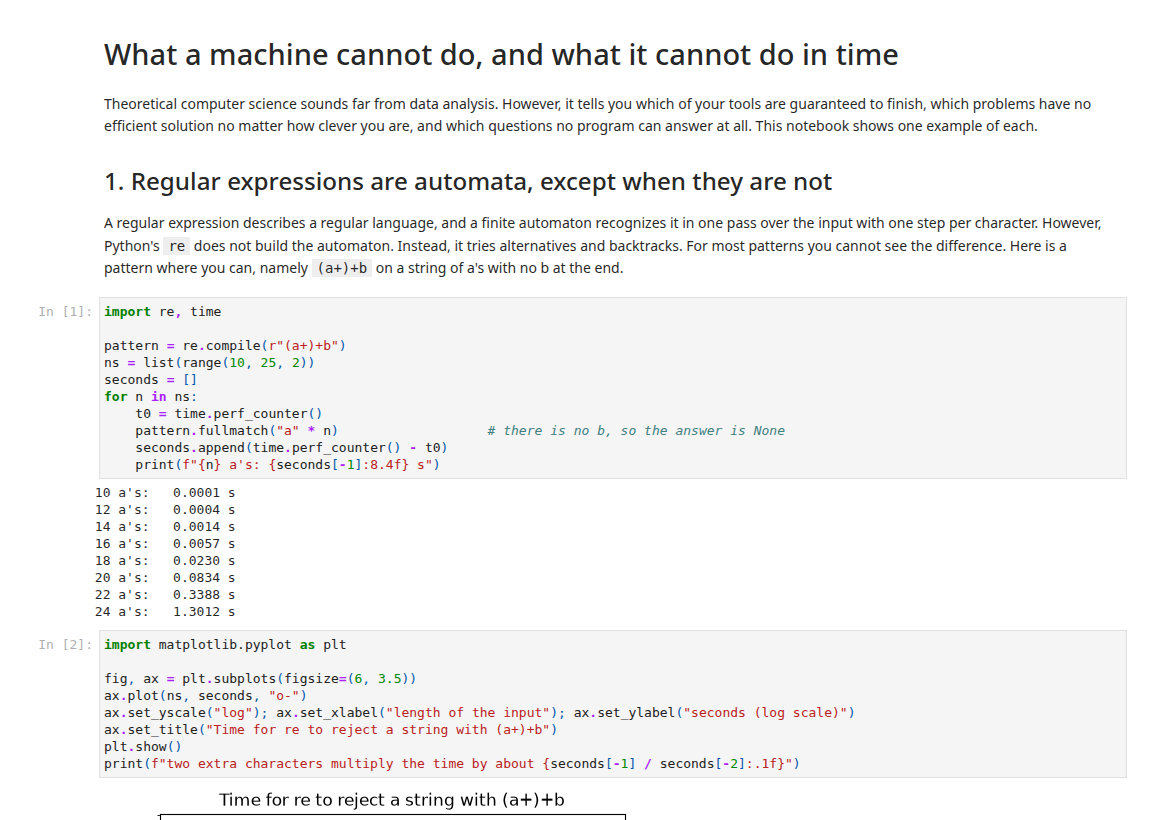 What a machine cannot do, and what it cannot do in time
Theoretical computer science sounds far from data analysis. However, it tells you which of your tools are guaranteed to finish, which problems have no
efficient solution no matter how clever you are, and which questions no program can answer at all. This notebook shows one example of each.
1. Regular expressions are automata, except when they are not
A regular expression describes a regular language, and a finite automaton recognizes it in one pass over the input with one step per character. However,
Python's re does not build the automaton. Instead, it tries alternatives and backtracks. For most patterns you cannot see the difference. Here is a
pattern where you can, namely (a+)+b on a string of a's with no b at the end.
In [1]:
import re, time
pattern = re.compile(r"(a+)+b")
ns = list(range(10, 25, 2))
seconds = []
for n in ns:
    t0 = time.perf_counter()
    pattern.fullmatch("a" * n)                   # there is no b, so the answer is None
    seconds.append(time.perf_counter() - t0)
    print(f"{n} a's: {seconds[-1]:8.4f} s")
10 a's:   0.0001 s
12 a's:   0.0004 s
14 a's:   0.0014 s
16 a's:   0.0057 s
18 a's:   0.0230 s
20 a's:   0.0834 s
22 a's:   0.3388 s
24 a's:   1.3012 s
In [2]:
import matplotlib.pyplot as plt
fig, ax = plt.subplots(figsize=(6, 3.5))
ax.plot(ns, seconds, "o-")
ax.set_yscale("log"); ax.set_xlabel("length of the input"); ax.set_ylabel("seconds (log scale)")
ax.set_title("Time for re to reject a string with (a+)+b")
plt.show()
print(f"two extra characters multiply the time by about {seconds[-1] / seconds[-2]:.1f}")
Time for re to reject a string with (a+)+b